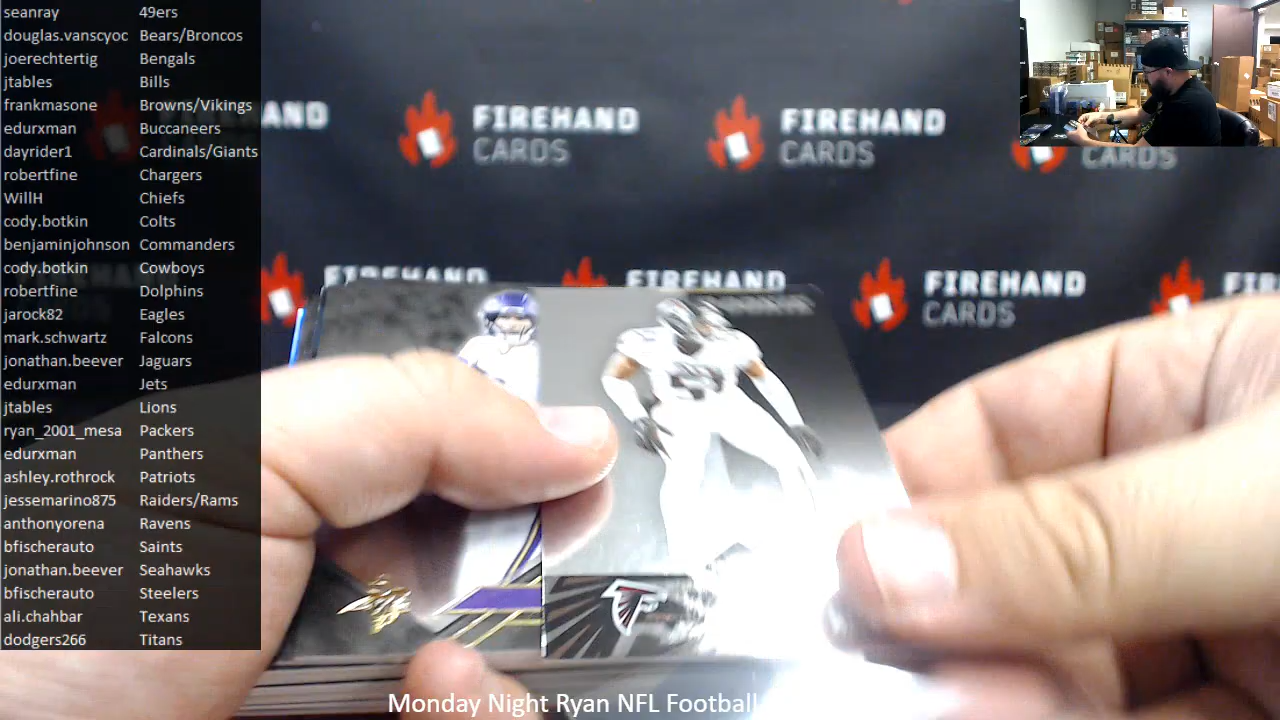 seanray 49ers
douglas.vanscyoc Bears/Broncos
joerechtertig Bengals
jtables Bills
frankmasone Browns/Vikings
edurxman Buccaneers
dayrider1 Cardinals/Giants
robertfine Chargers
WillH Chiefs
cody.botkin Colts
benjaminjohnson Commanders
cody.botkin Cowboys
robertfine Dolphins
jarock82 Eagles
mark.schwartz Falcons
jonathan.beever Jaguars
edurxman Jets
jtables Lions
ryan_2001_mesa Packers
edurxman Panthers
ashley.rothrock Patriots
jessemarino875 Raiders/Rams
anthonyorena Ravens
bfischerauto Saints
jonathan.beever Seahawks
bfischerauto Steelers
ali.chahbar Texans
dodgers266 Titans
FIREHAND
CARDS
FIREHAND
CARDS
CARDS
FIREHAND
FIREHAND
FIREHAND
CARDS
Monday Night Ryan NFL Football